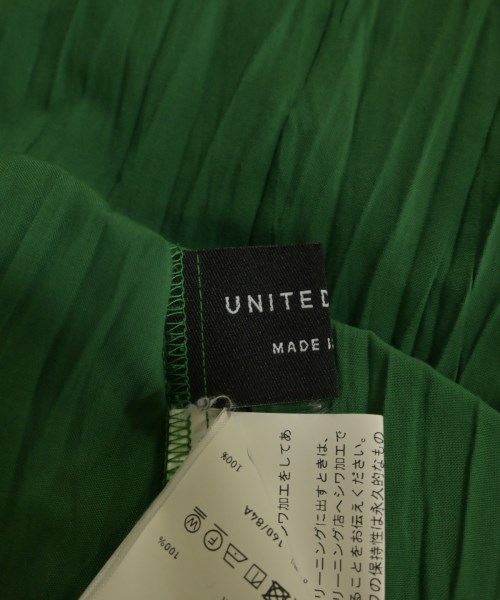 UNITED
MADE I
シワ加工をしてあ
リーニングに出すときは、
リーニング店へシワ加工で
ることをお伝えください。
の保持性は永久的なもの
160/84A
100%
100%